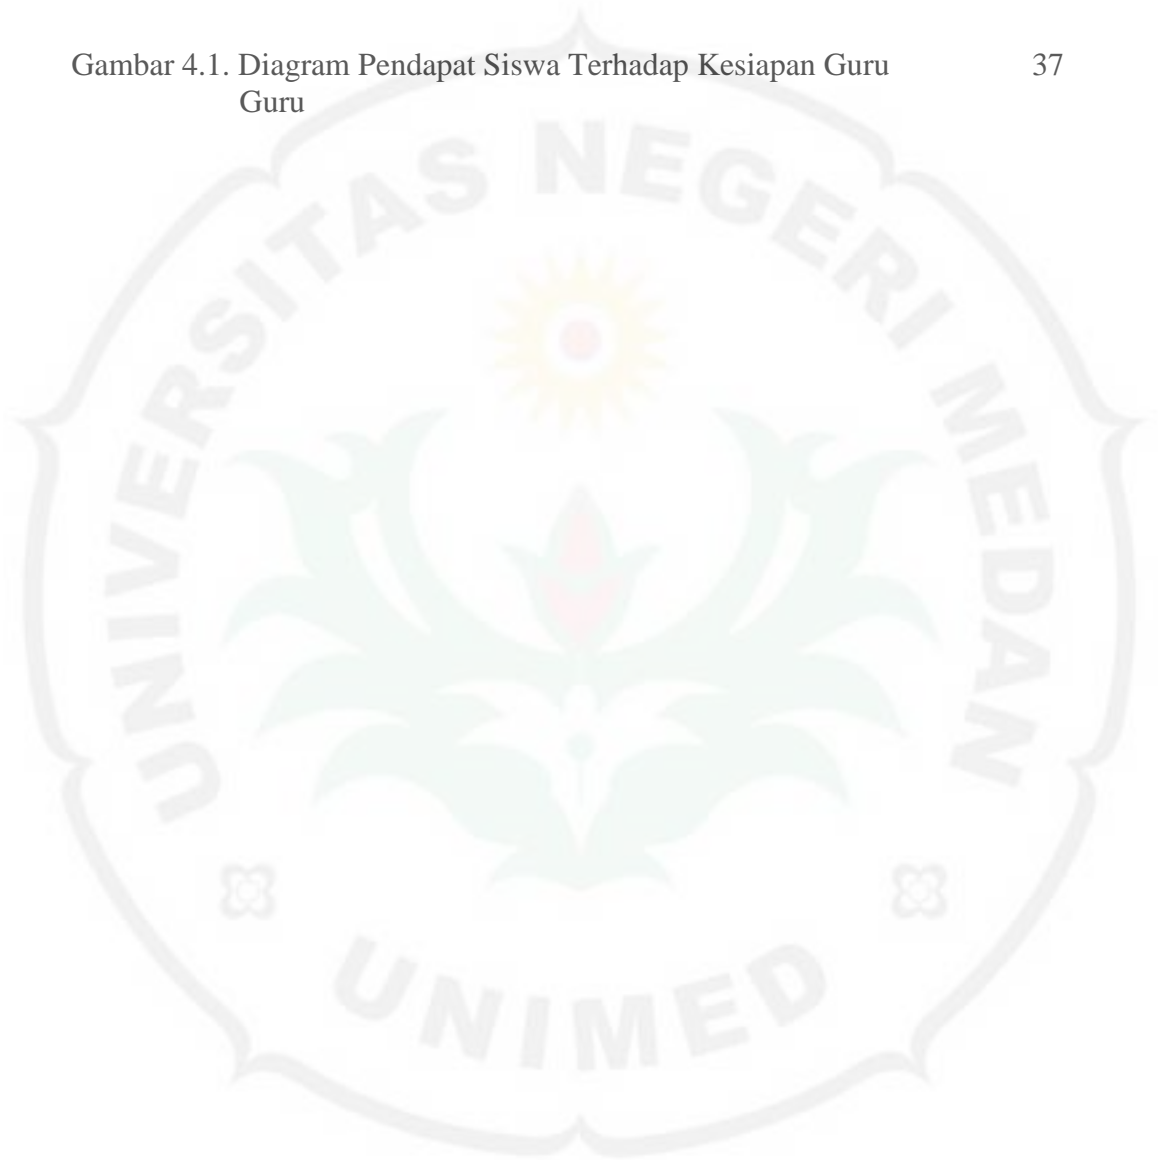 Gambar 4.1. Diagram Pendapat Siswa Terhadap Kesiapan Guru 37
Guru
UNIVERSITAS NEGERI MEDAN
UNIMED